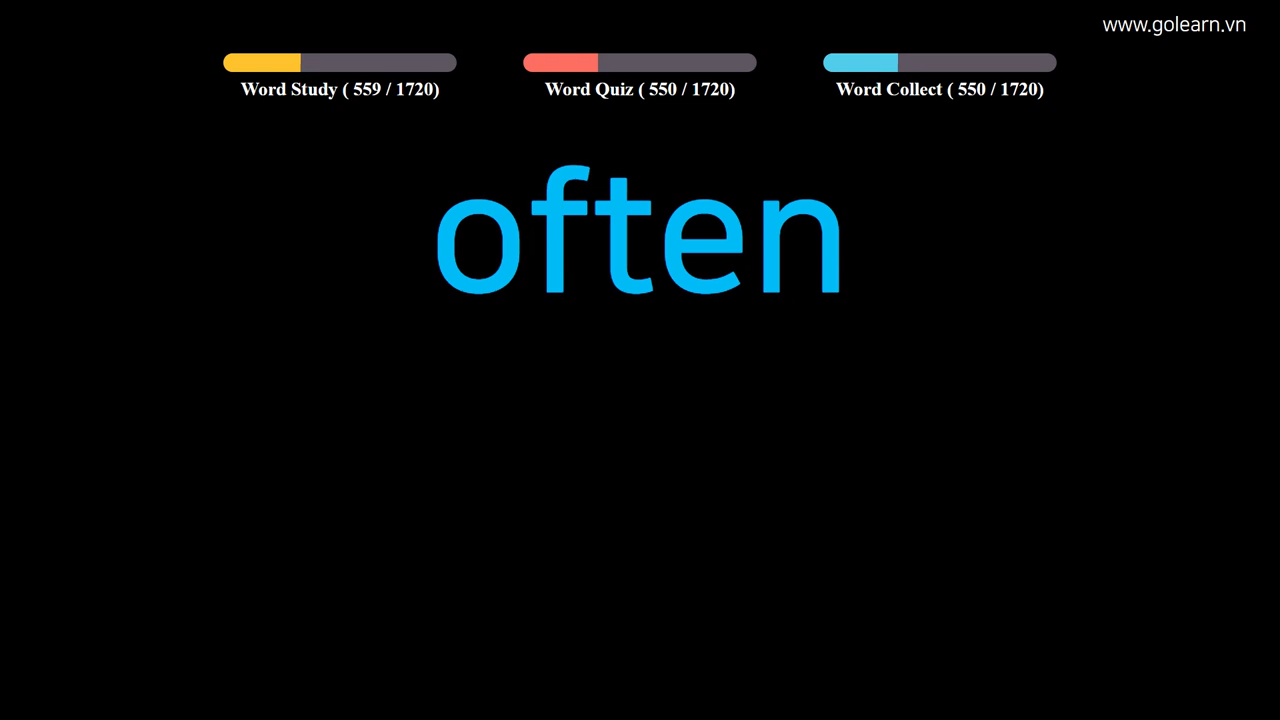 www.golearn.vn
Word Study ( 559 / 1720)
Word Quiz ( 550 / 1720)
Word Collect ( 550 / 1720)
often